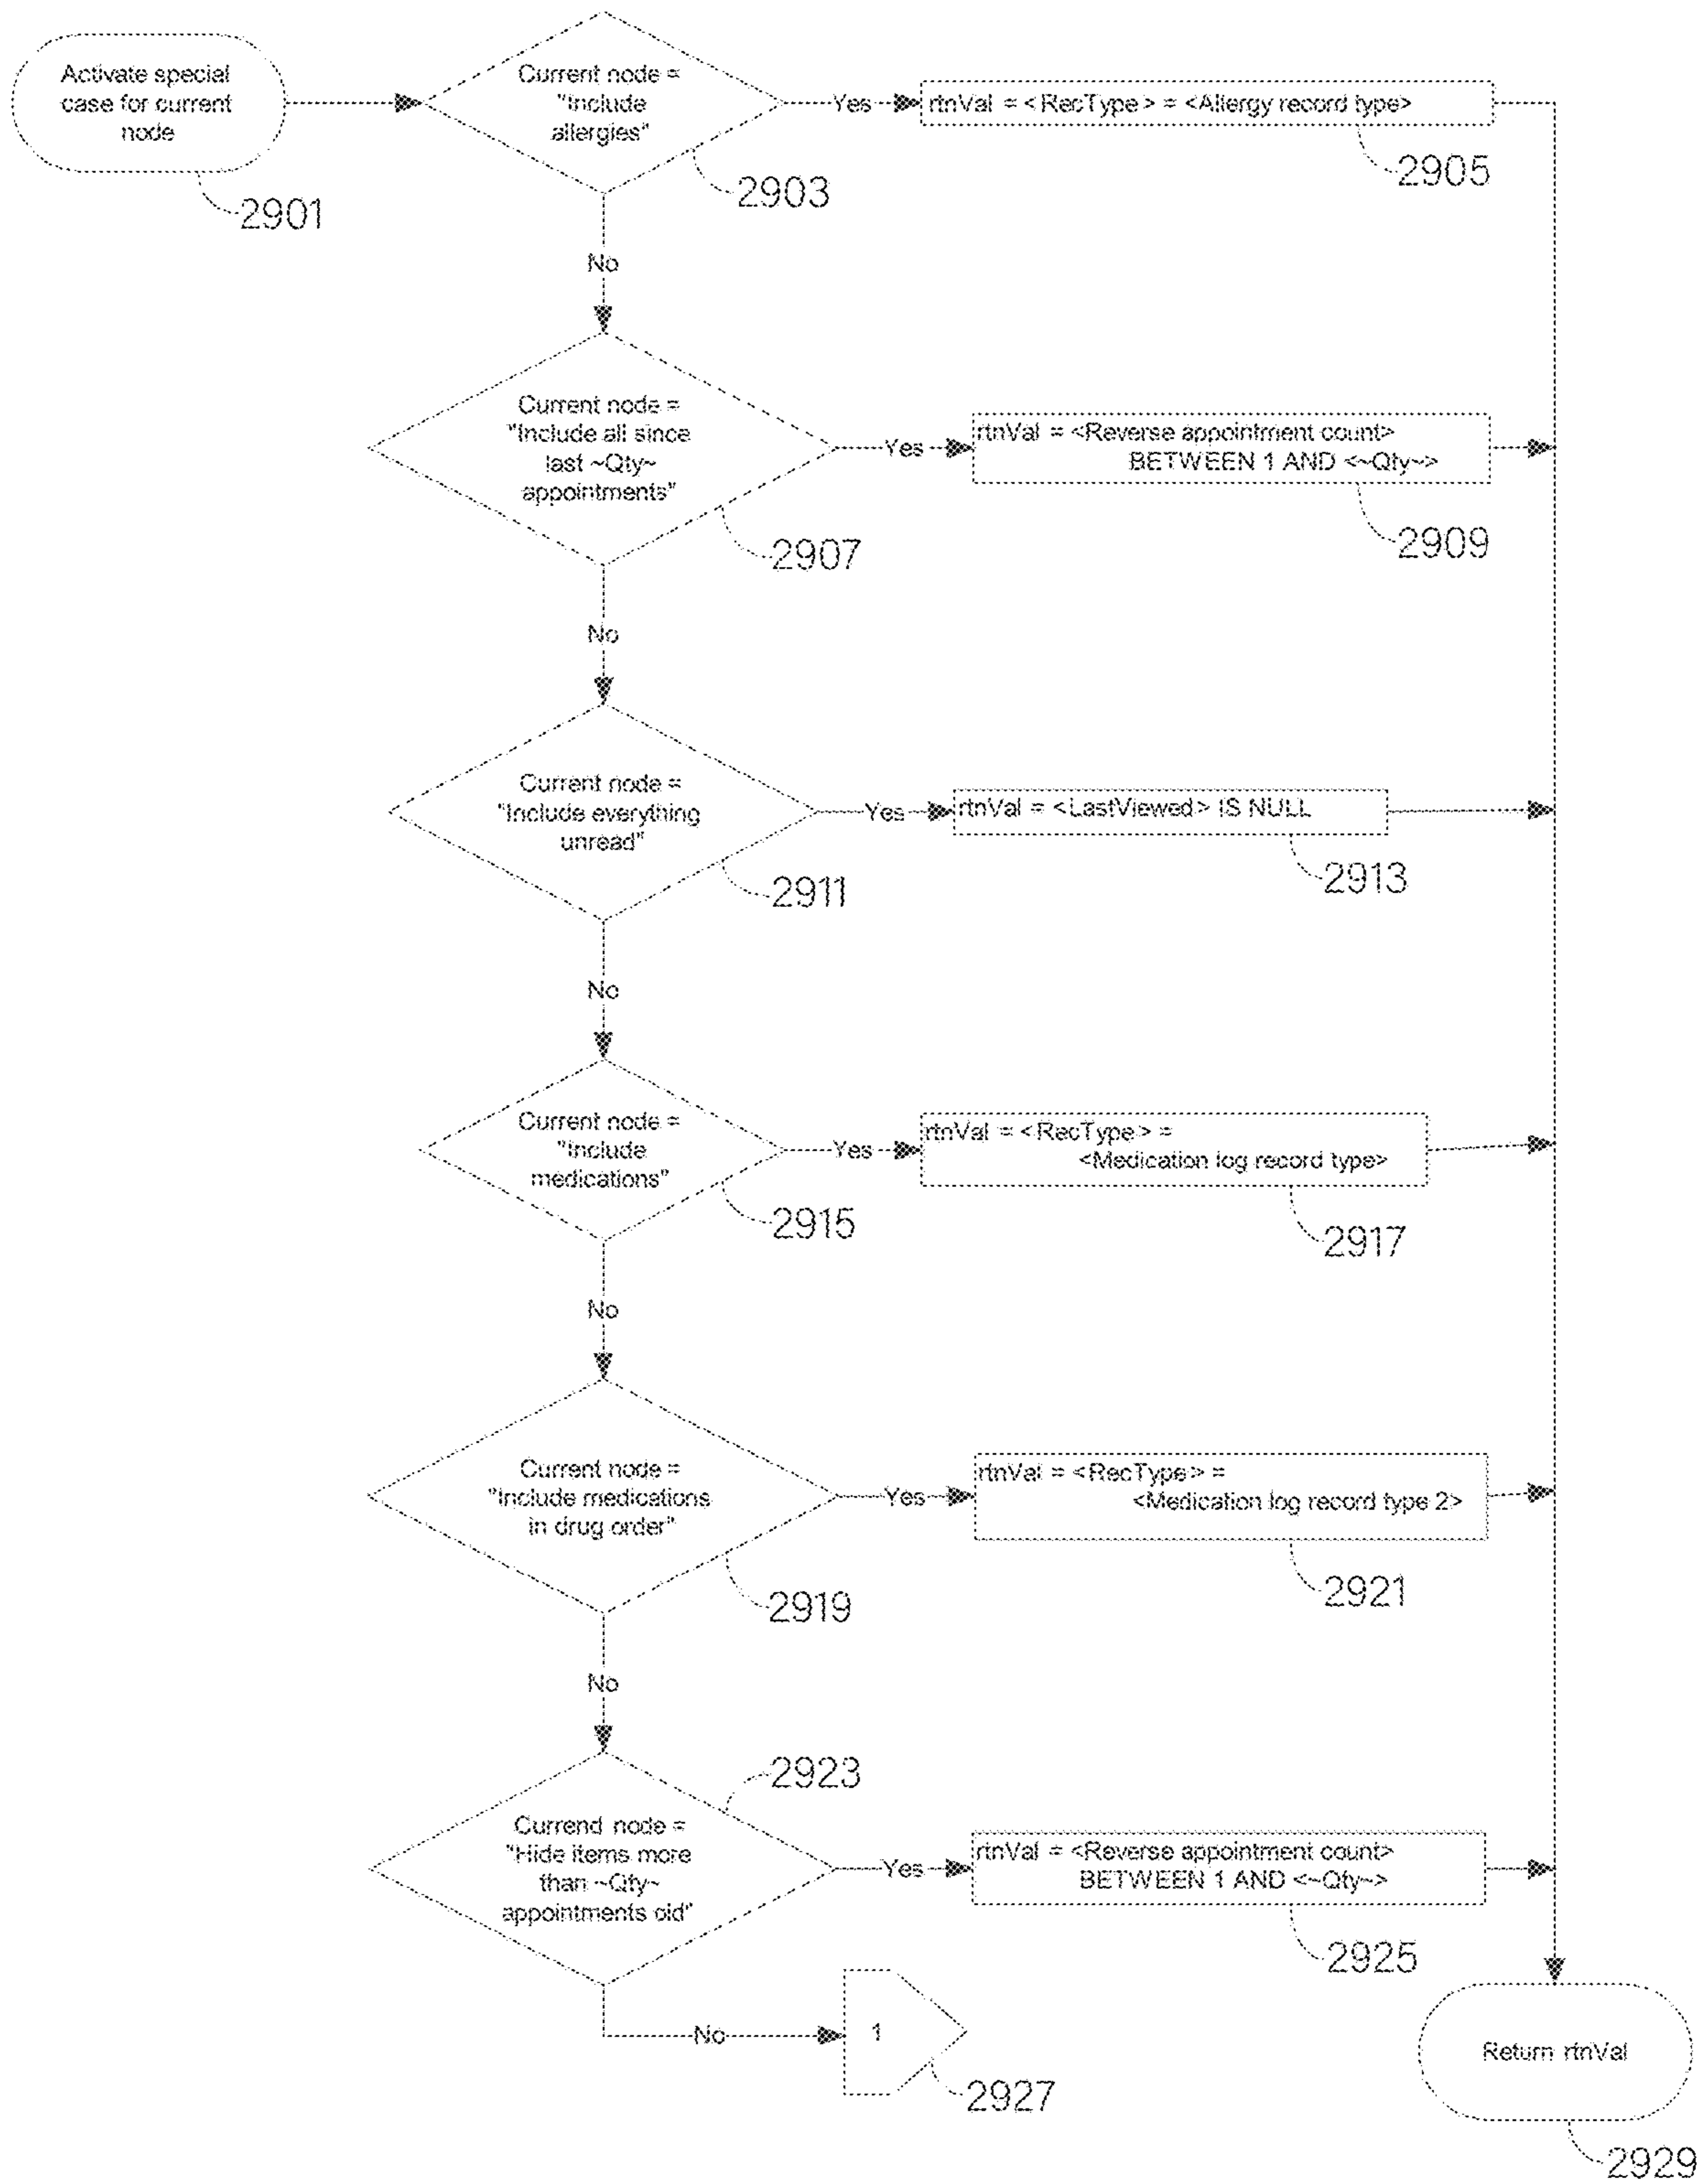 Activate special
case for current
node
2901
Current node =
"Include
allergies"
2903
Yes
rtnVal = <RecType> = <Allergy record type>
2905
No
Current node =
"Include all since
last ~Qty~
appointments"
2907
Yes
rtnVal = <Reverse appointment count>
BETWEEN 1 AND <~Qty~>
2909
No
Current node =
"Include everything
unread"
2911
Yes
rtnVal = <LastViewed> IS NULL
2913
No
Current node =
"Include
medications"
2915
Yes
rtnVal = <RecType> =
<Medication log record type>
2917
No
Current node =
"Include medications
in drug order"
2919
Yes
rtnVal = <RecType> =
<Medication log record type 2>
2921
No
2923
Currend node =
"Hide items more
than ~Qty~
appointments old"
Yes
rtnVal = <Reverse appointment count>
BETWEEN 1 AND <~Qty~>
2925
No
1
2927
Return rtnVal
2929